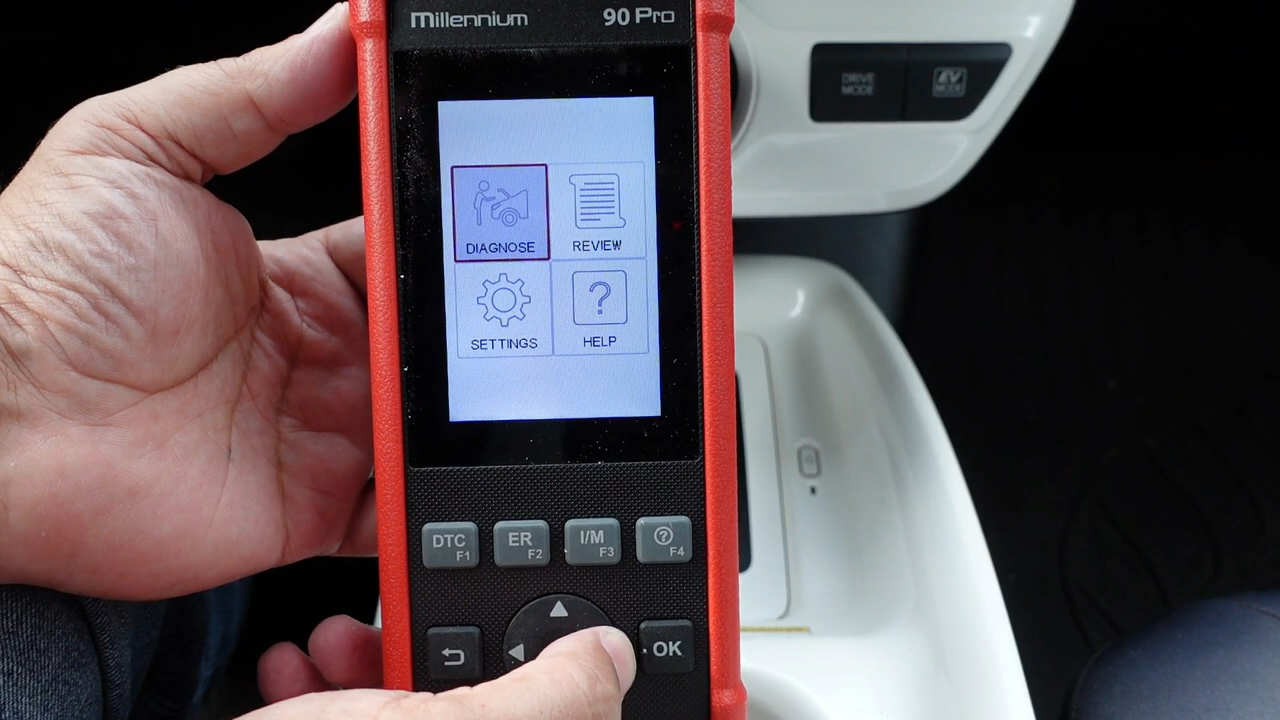 Millennium 90 Pro
DRIVE MODE
EV MODE
DIAGNOSE
REVIEW
SETTINGS
HELP
DTC F1
ER F2
I/M F3
? F4
OK